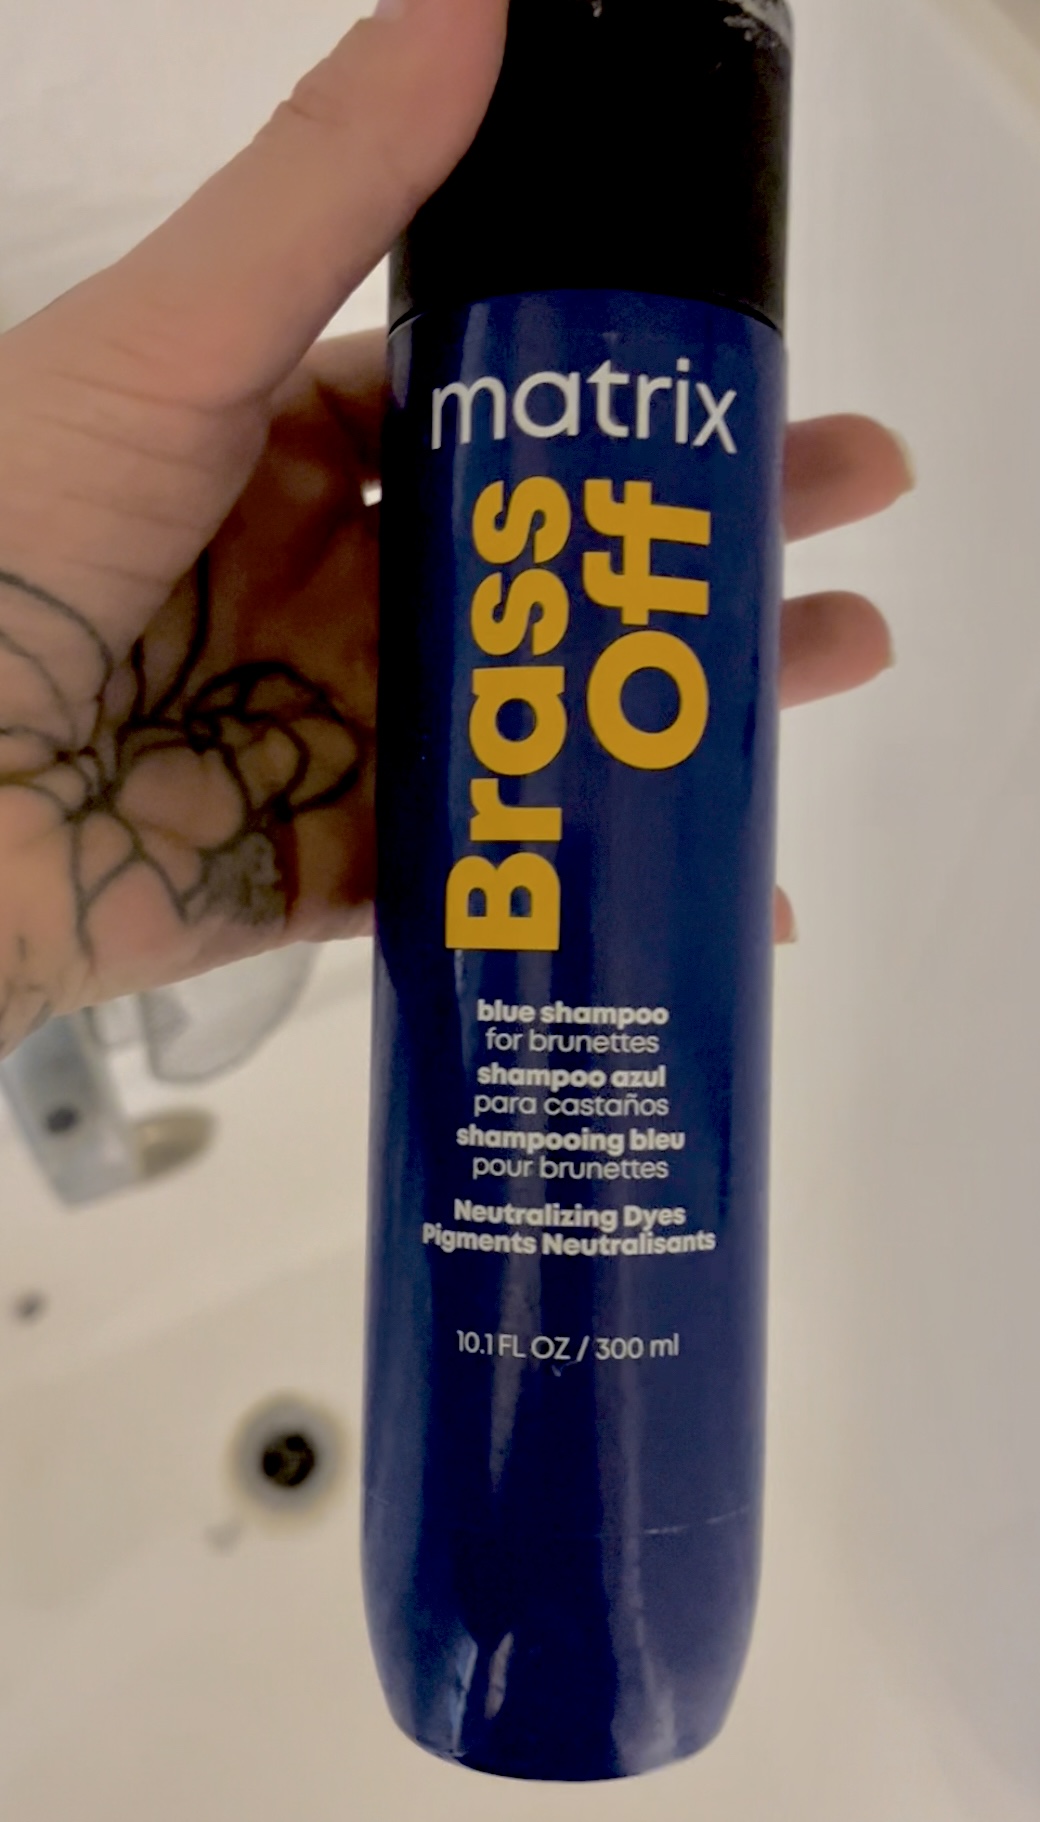 matrix
Brass
Off
blue shampoo
for brunettes
shampoo azul
para castaños
shampooing bleu
pour brunettes
Neutralizing Dyes
Pigments Neutralisants
10.1 FL OZ / 300 ml